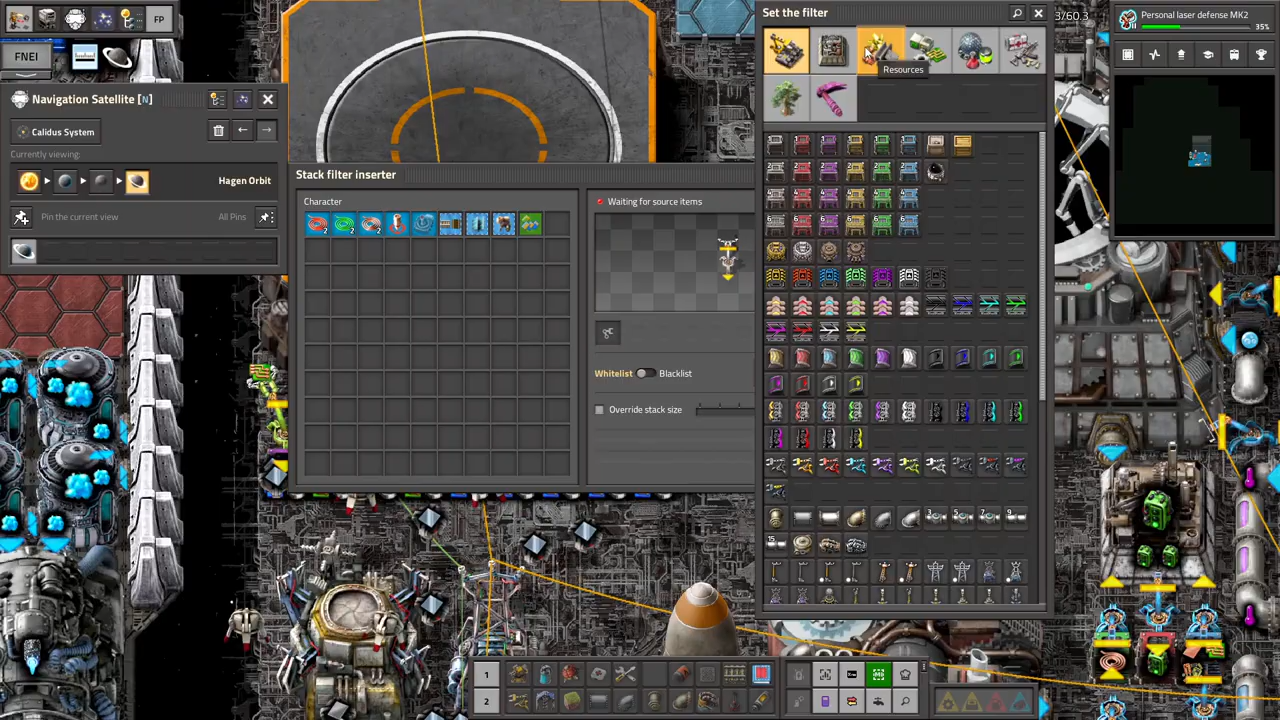 FP
FNEI
Navigation Satellite [N]
Calidus System
Currently viewing:
Hagen Orbit
Pin the current view
All Pins
Stack filter inserter
Character
Waiting for source items
Whitelist
Blacklist
Override stack size
Set the filter
Resources
3/60.3
Personal laser defense MK2
35%
1
2